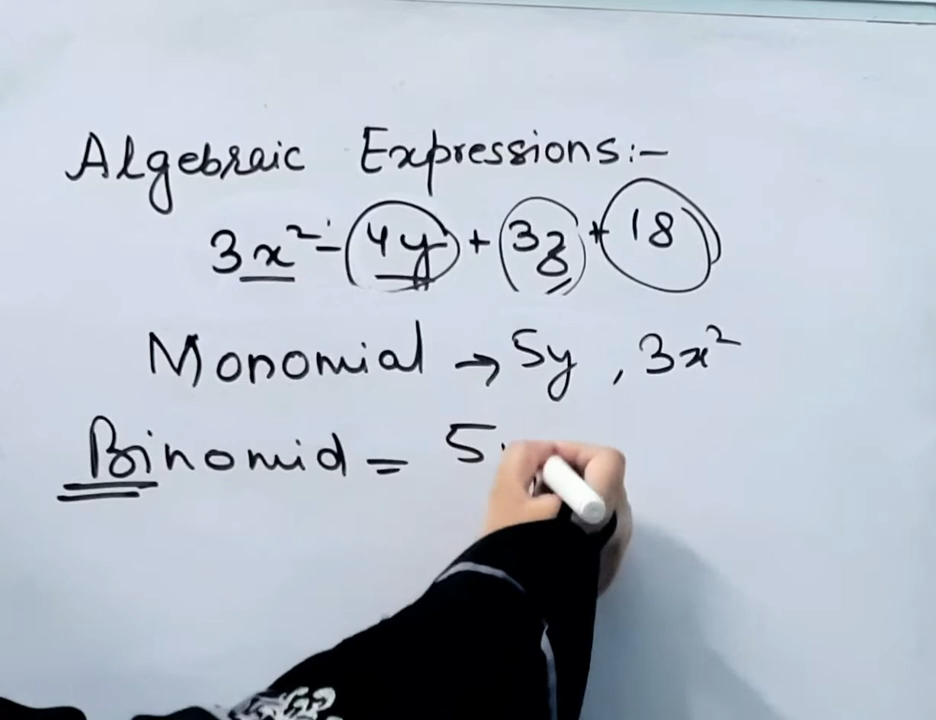 Algebraic Expressions:-
3x² - 4y + 3z + 18
Monomial → 5y , 3x²
Binomid = 5